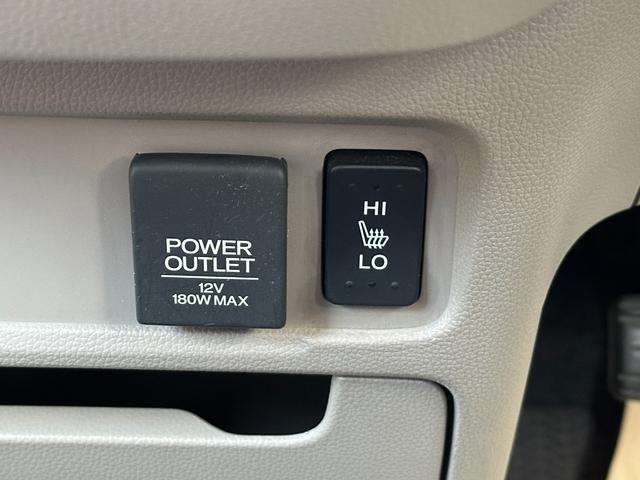 POWER
OUTLET
12V
180W MAX
HI
LO